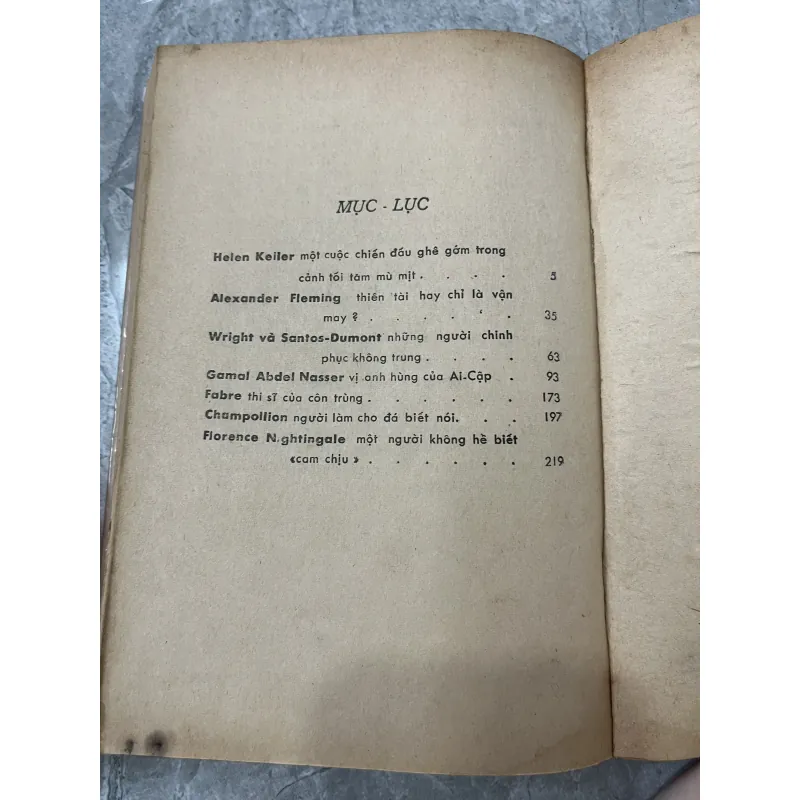 MỤC - LỤC
Helen Keller một cuộc chiến đấu ghê gớm trong
cảnh tối tăm mù mịt . . . . 5
Alexander Fleming thiên tài hay chỉ là vận
may ? . . . . ‘ . 35
Wright và Santos-Dumont những người chinh
phục không trung . . . . 63
Gamal Abdel Nasser vị anh hùng của Ai-Cập . 93
Fabre thi sĩ của côn trùng . . . . . . 173
Champollion người làm cho đá biết nói. . . 197
Florence N.ghtingale một người không hề biết
«cam chịu » . . . . . . 219